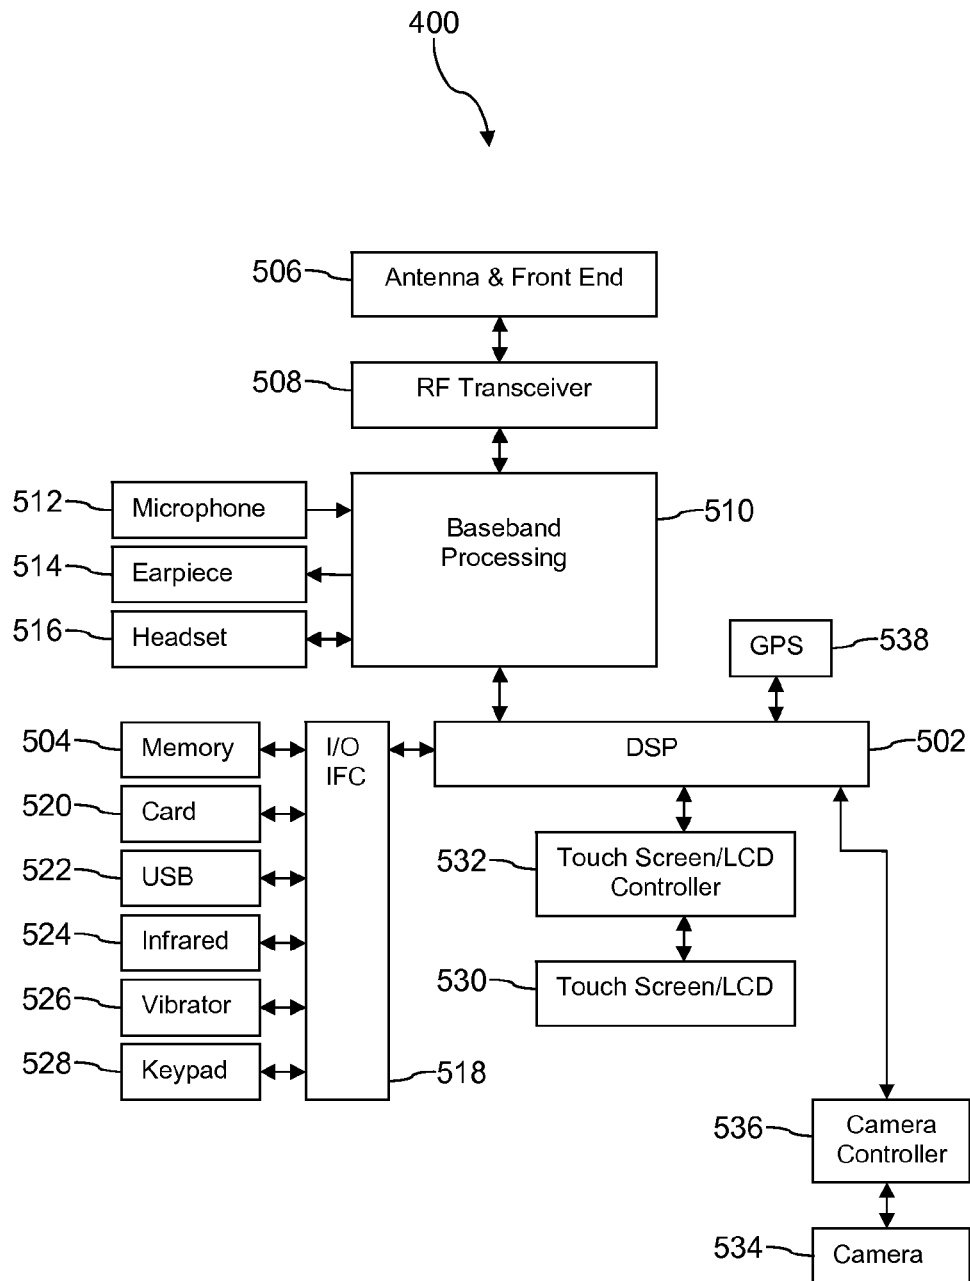 400
506
Antenna & Front End
508
RF Transceiver
512
Microphone
Baseband
Processing
510
514
Earpiece
516
Headset
GPS
538
504
Memory
I/O
IFC
DSP
502
520
Card
532
Touch Screen/LCD
Controller
522
USB
524
Infrared
530
Touch Screen/LCD
526
Vibrator
528
Keypad
518
536
Camera
Controller
534
Camera